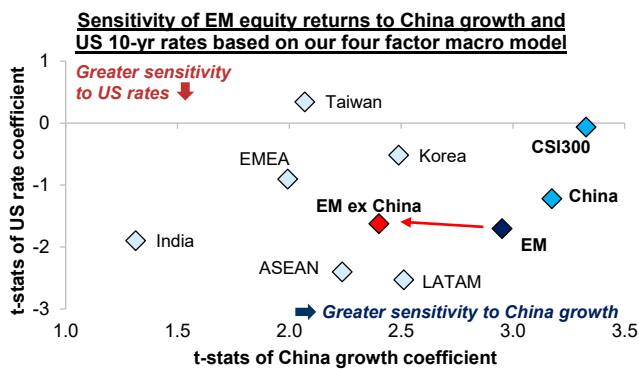 Sensitivity of EM equity returns to China growth and
US 10-yr rates based on our four factor macro model
t-stats of US rate coefficient
1
0
-1
-2
-3
Greater sensitivity
to US rates
Taiwan
CSI300
Korea
EMEA
China
EM ex China
EM
India
ASEAN
LATAM
Greater sensitivity to China growth
1.0
1.5
2.0
2.5
3.0
3.5
t-stats of China growth coefficient